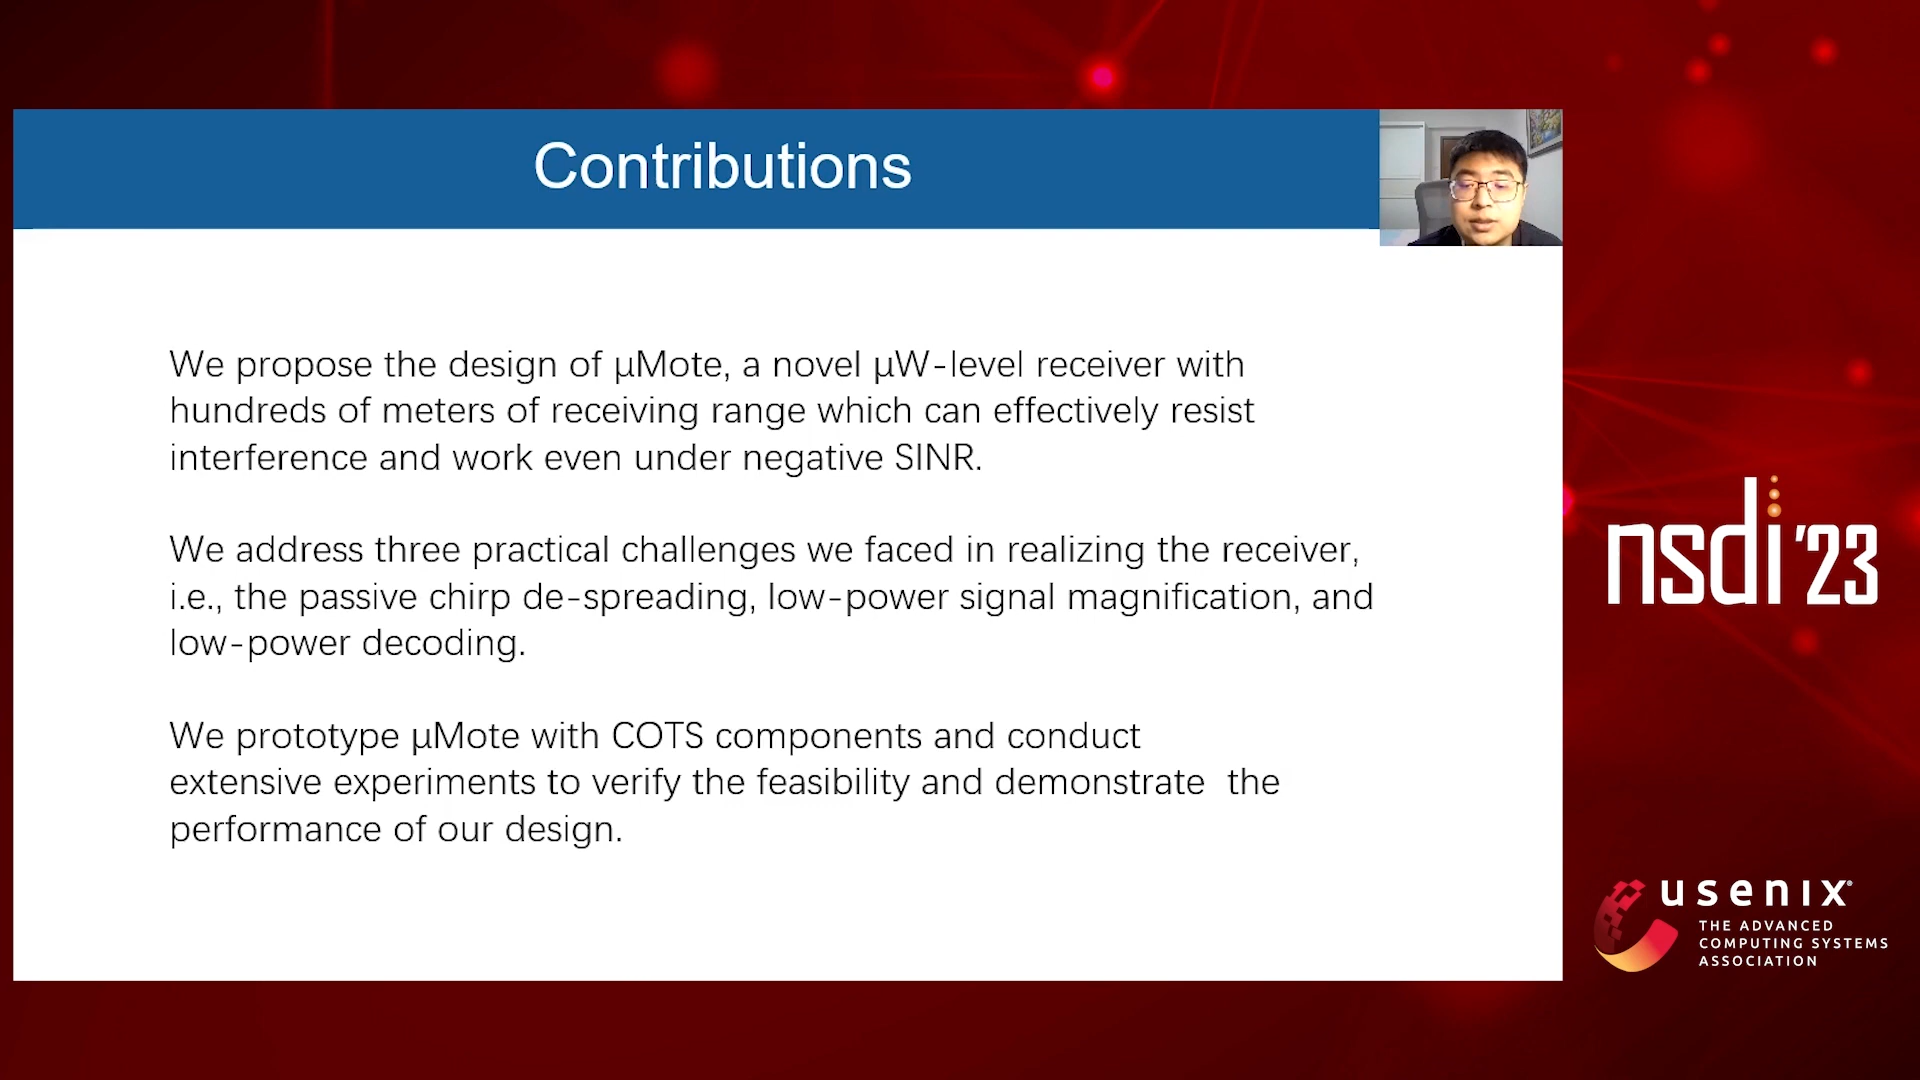 Contributions
We propose the design of μMote, a novel μW-level receiver with
hundreds of meters of receiving range which can effectively resist
interference and work even under negative SINR.
We address three practical challenges we faced in realizing the receiver,
i.e., the passive chirp de-spreading, low-power signal magnification, and
low-power decoding.
We prototype μMote with COTS components and conduct
extensive experiments to verify the feasibility and demonstrate  the
performance of our design.
nsdi '23
usenix®
THE ADVANCED
COMPUTING SYSTEMS
ASSOCIATION